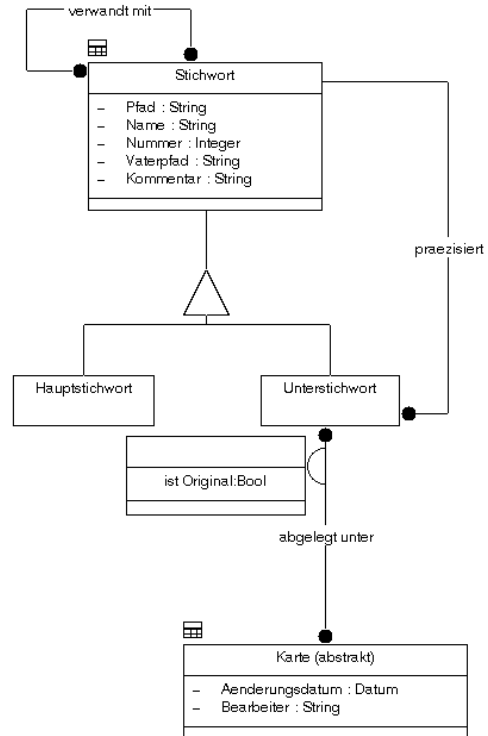 verwandt mit
Stichwort
– Pfad : String
– Name : String
– Nummer : Integer
– Vaterpfad : String
– Kommentar : String
praezisiert
Hauptstichwort
Unterstichwort
ist Original:Bool
abgelegt unter
Karte (abstrakt)
– Aenderungsdatum : Datum
– Bearbeiter : String